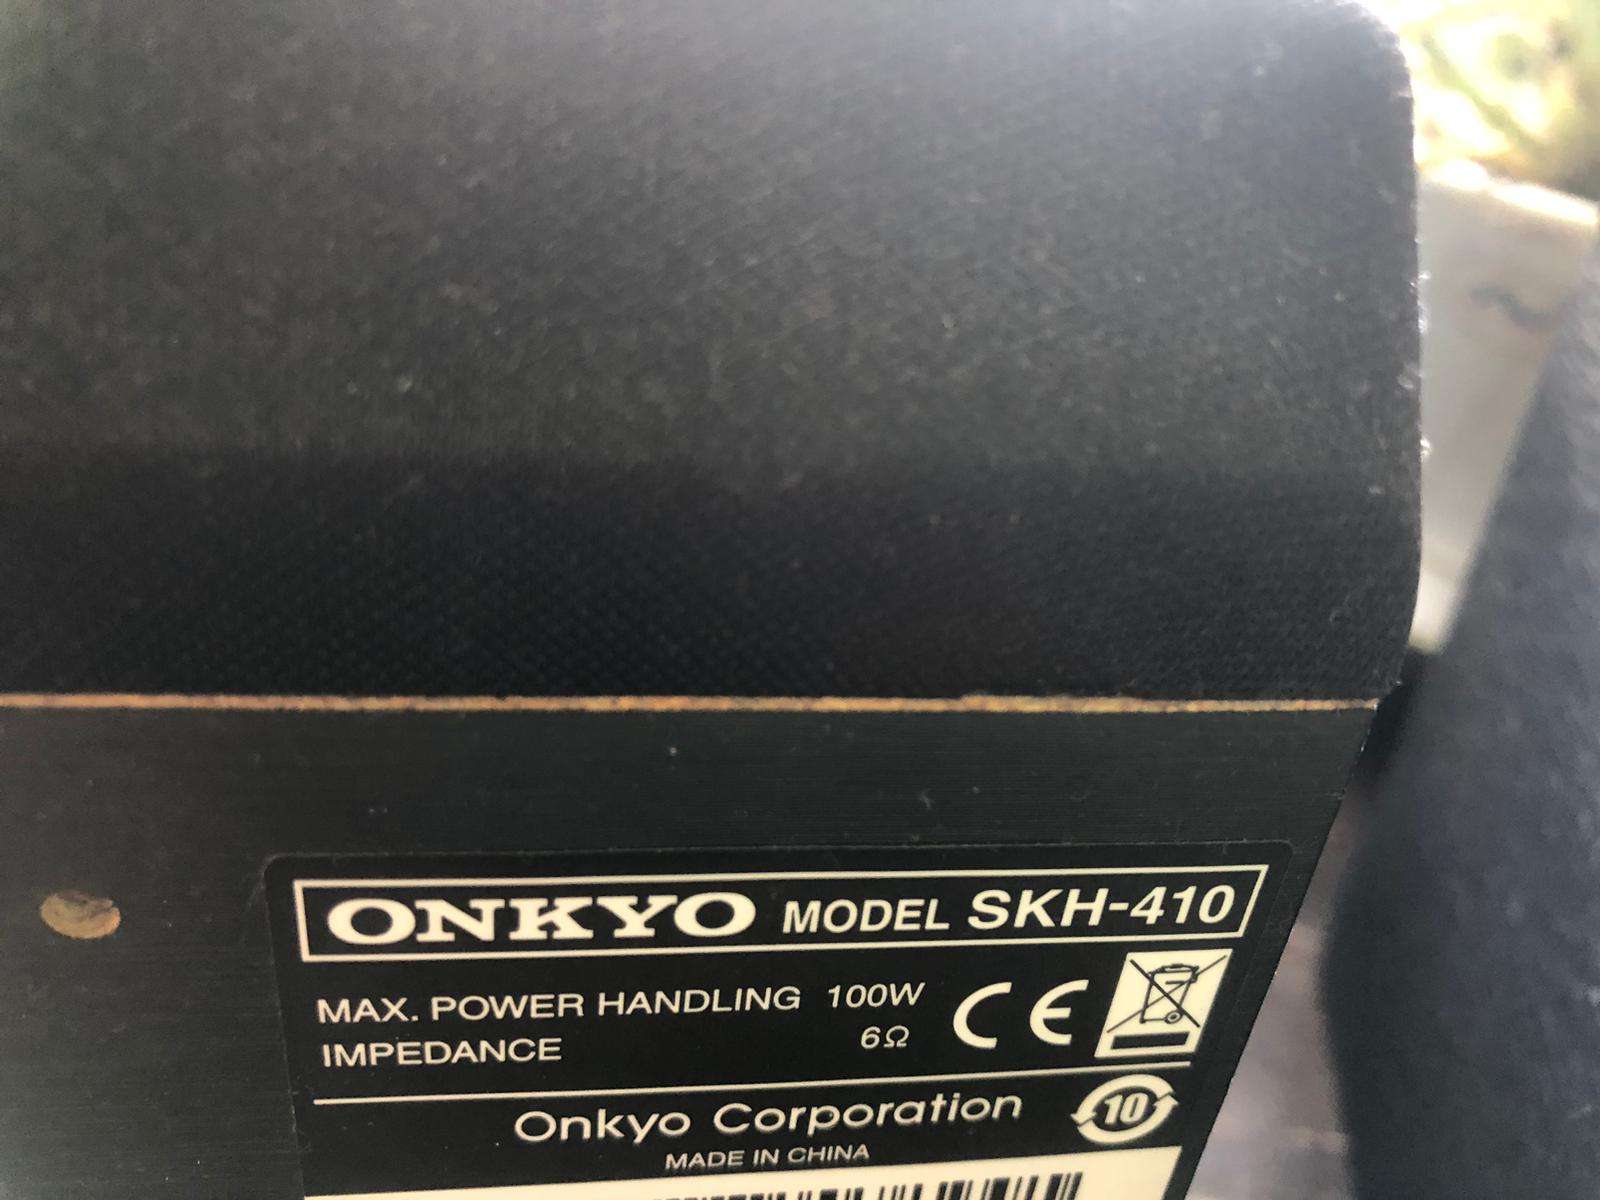 ONKYO MODEL SKH-410
MAX. POWER HANDLING 100W
IMPEDANCE 6Ω
CE
Onkyo Corporation
10
MADE IN CHINA